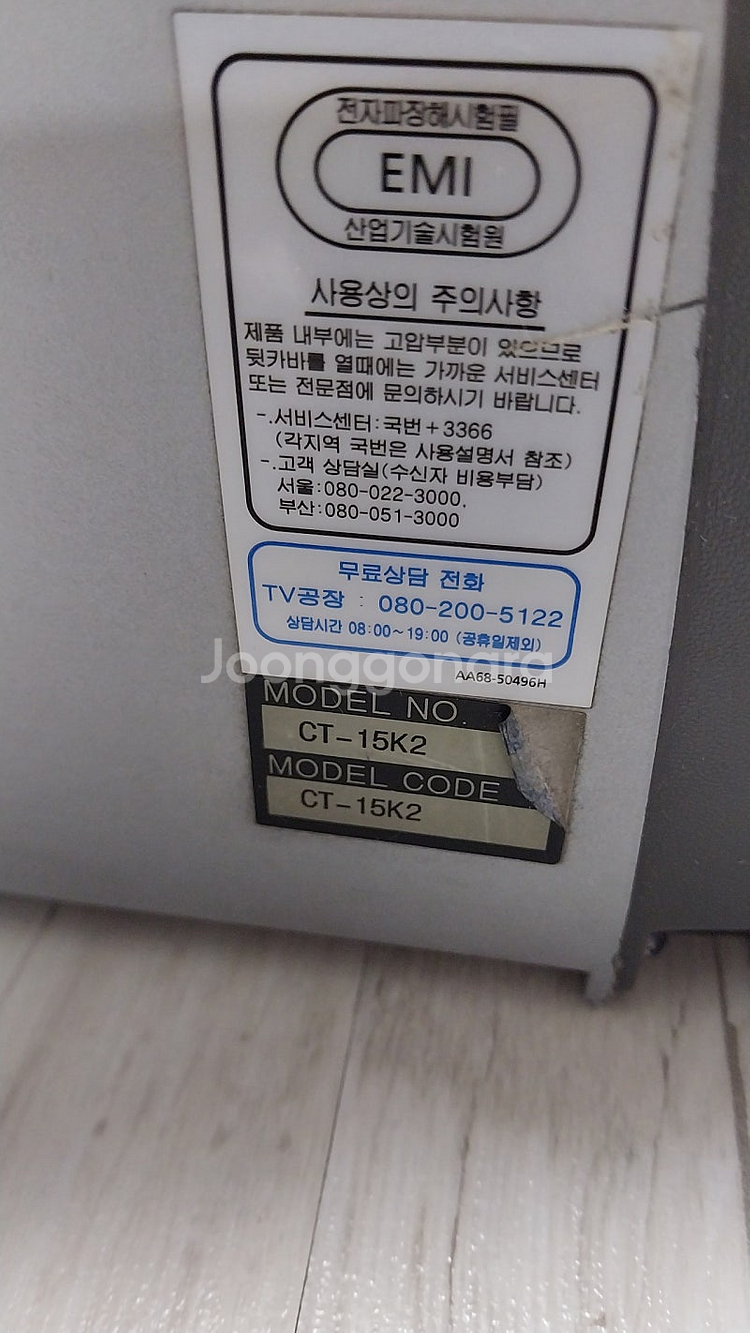 전자파장해시험필
EMI
산업기술시험원
사용상의 주의사항
제품 내부에는 고압부분이 있으므로
뒷카바를 열때에는 가까운 서비스센터
또는 전문점에 문의하시기 바랍니다.
-.서비스센터:국번+3366
(각지역 국번은 사용설명서 참조)
-.고객 상담실(수신자 비용부담)
서울:080-022-3000,
부산:080-051-3000
무료상담 전화
TV공장 : 080-200-5122
상담시간 08:00~19:00 (공휴일제외)
Joonggonara
AA68-50496H
MODEL NO.
CT-15K2
MODEL CODE
CT-15K2